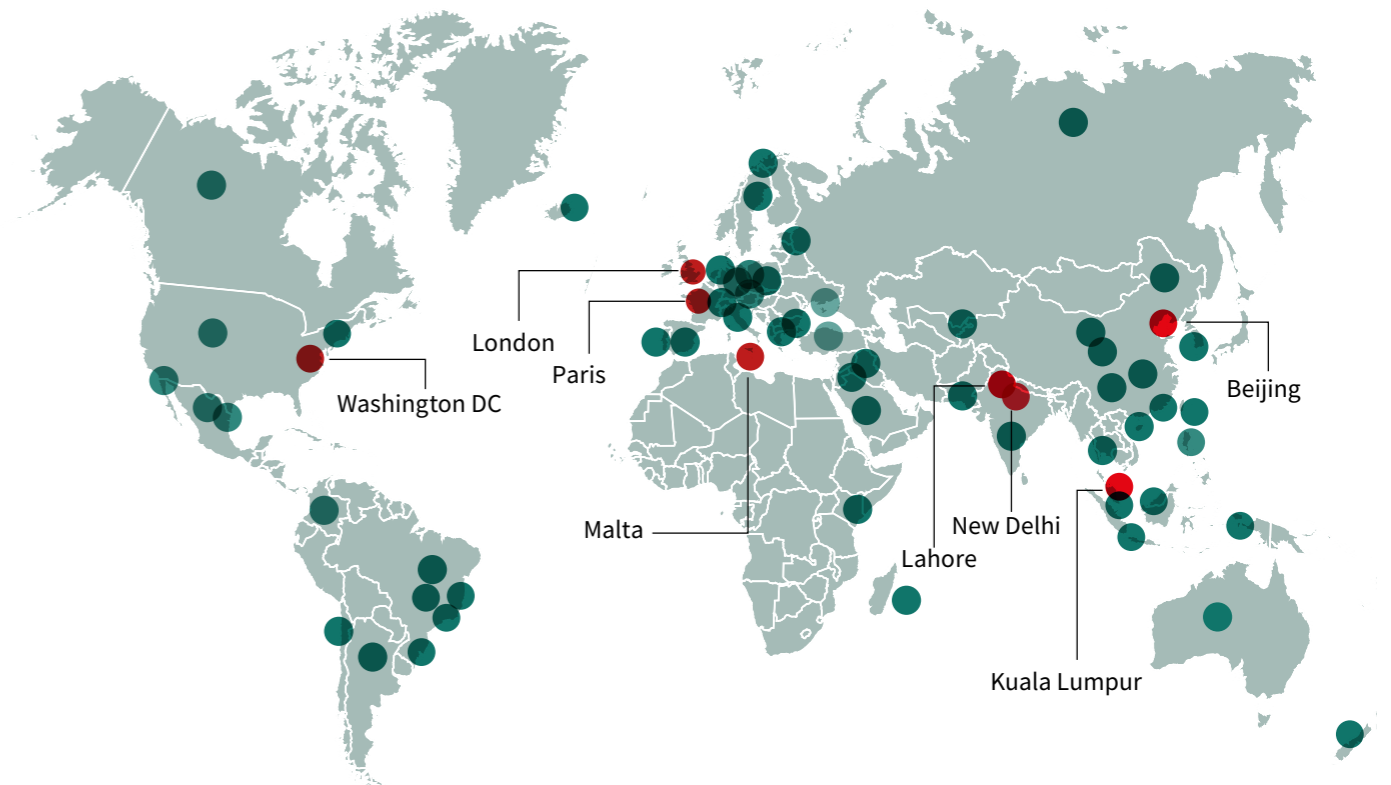 London
Paris
Washington DC
Beijing
Malta
New Delhi
Lahore
Kuala Lumpur